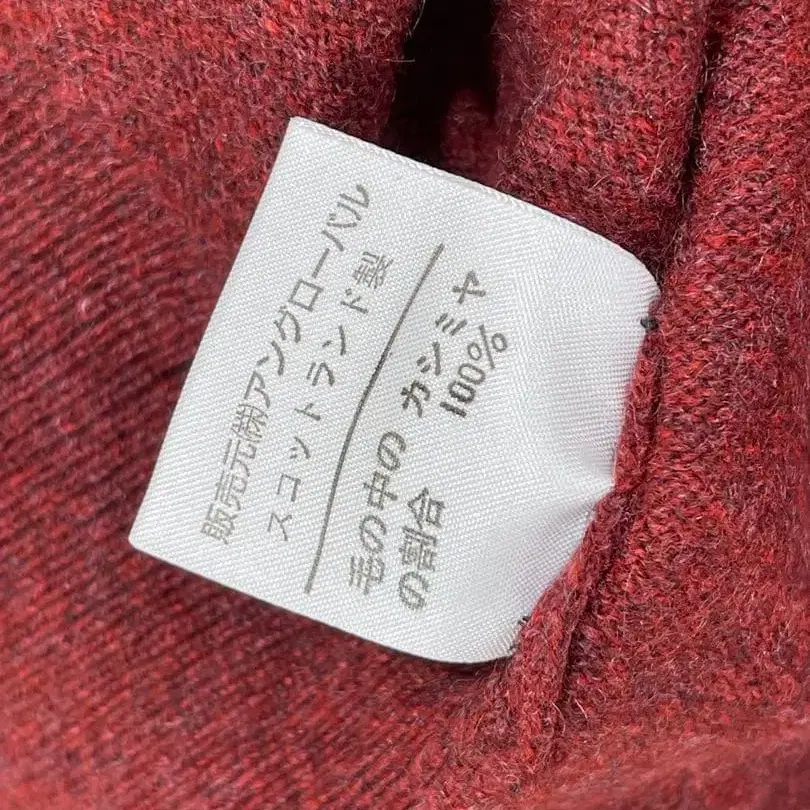 毛の中の カシミヤ
の割合 100%
販売元㈱アングローバル
スコットランド製